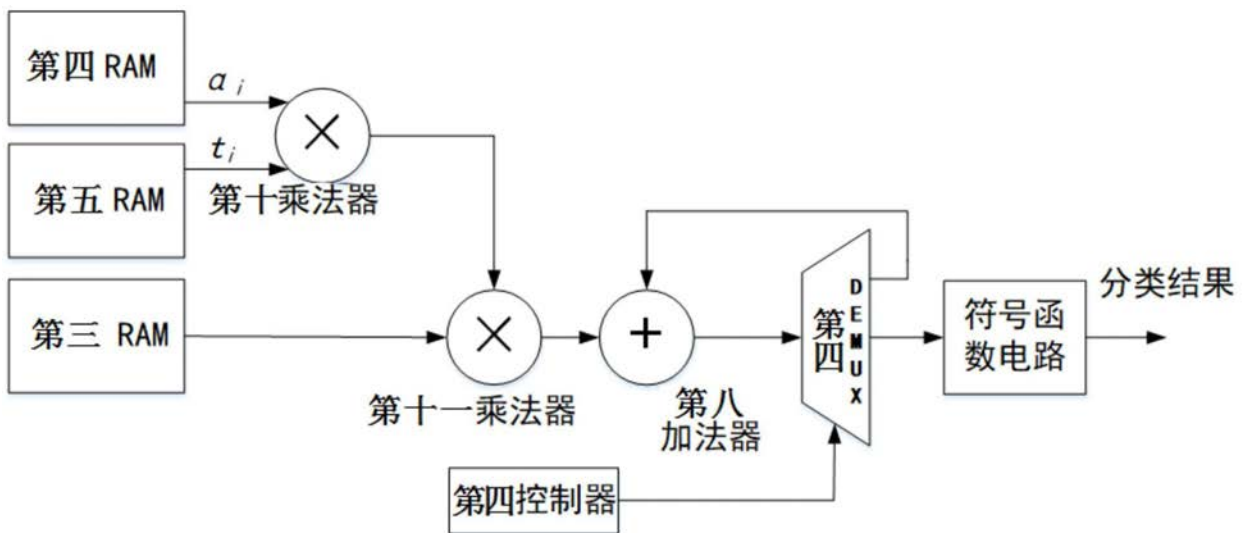 第四 RAM
a i
t i
第五 RAM
第十乘法器
第三 RAM
第十一乘法器
第八
加法器
第四
DEMUX
符号函
数电路
分类结果
第四控制器